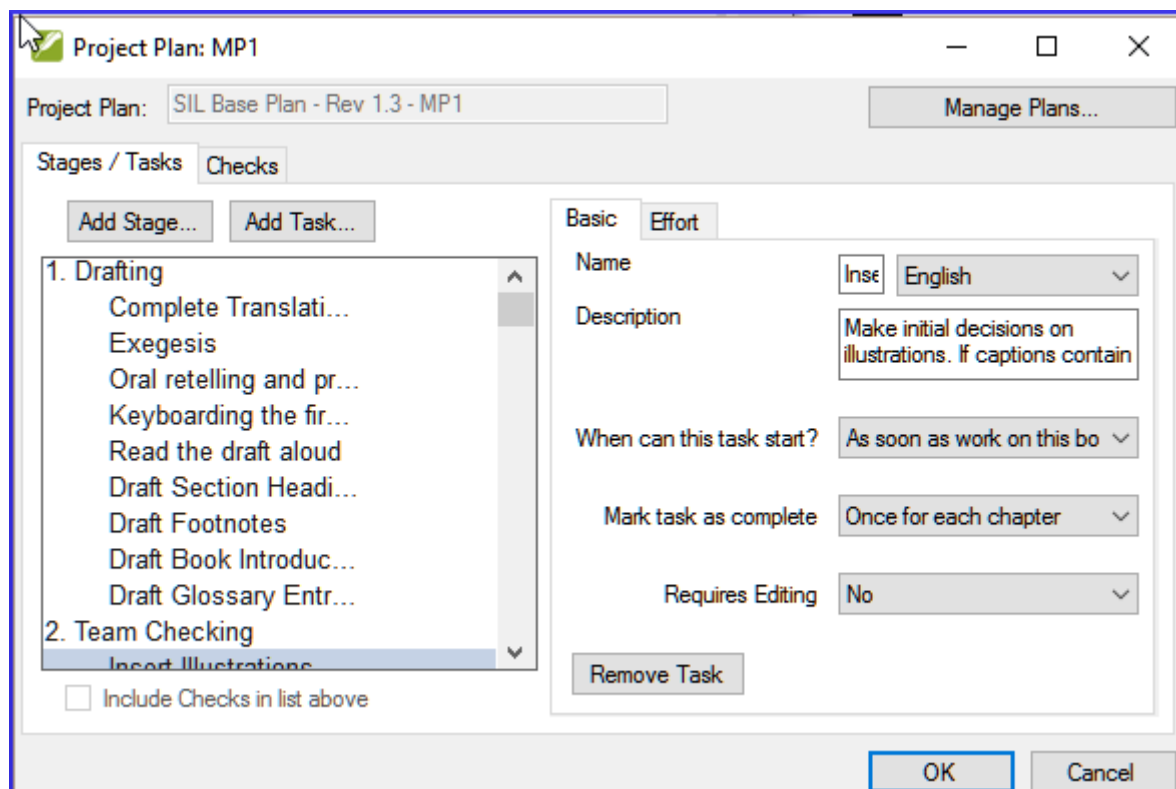 Project Plan: MP1
Project Plan: SIL Base Plan - Rev 1.3 - MP1 Manage Plans...
Stages / Tasks Checks
Add Stage... Add Task...
1. Drafting
Complete Translati...
Exegesis
Oral retelling and pr...
Keyboarding the fir...
Read the draft aloud
Draft Section Headi...
Draft Footnotes
Draft Book Introduc...
Draft Glossary Entr...
2. Team Checking
Insert Illustrations
Include Checks in list above
Basic Effort
Name Inse English
Description Make initial decisions on
illustrations. If captions contain
When can this task start? As soon as work on this bo
Mark task as complete Once for each chapter
Requires Editing No
Remove Task
OK Cancel